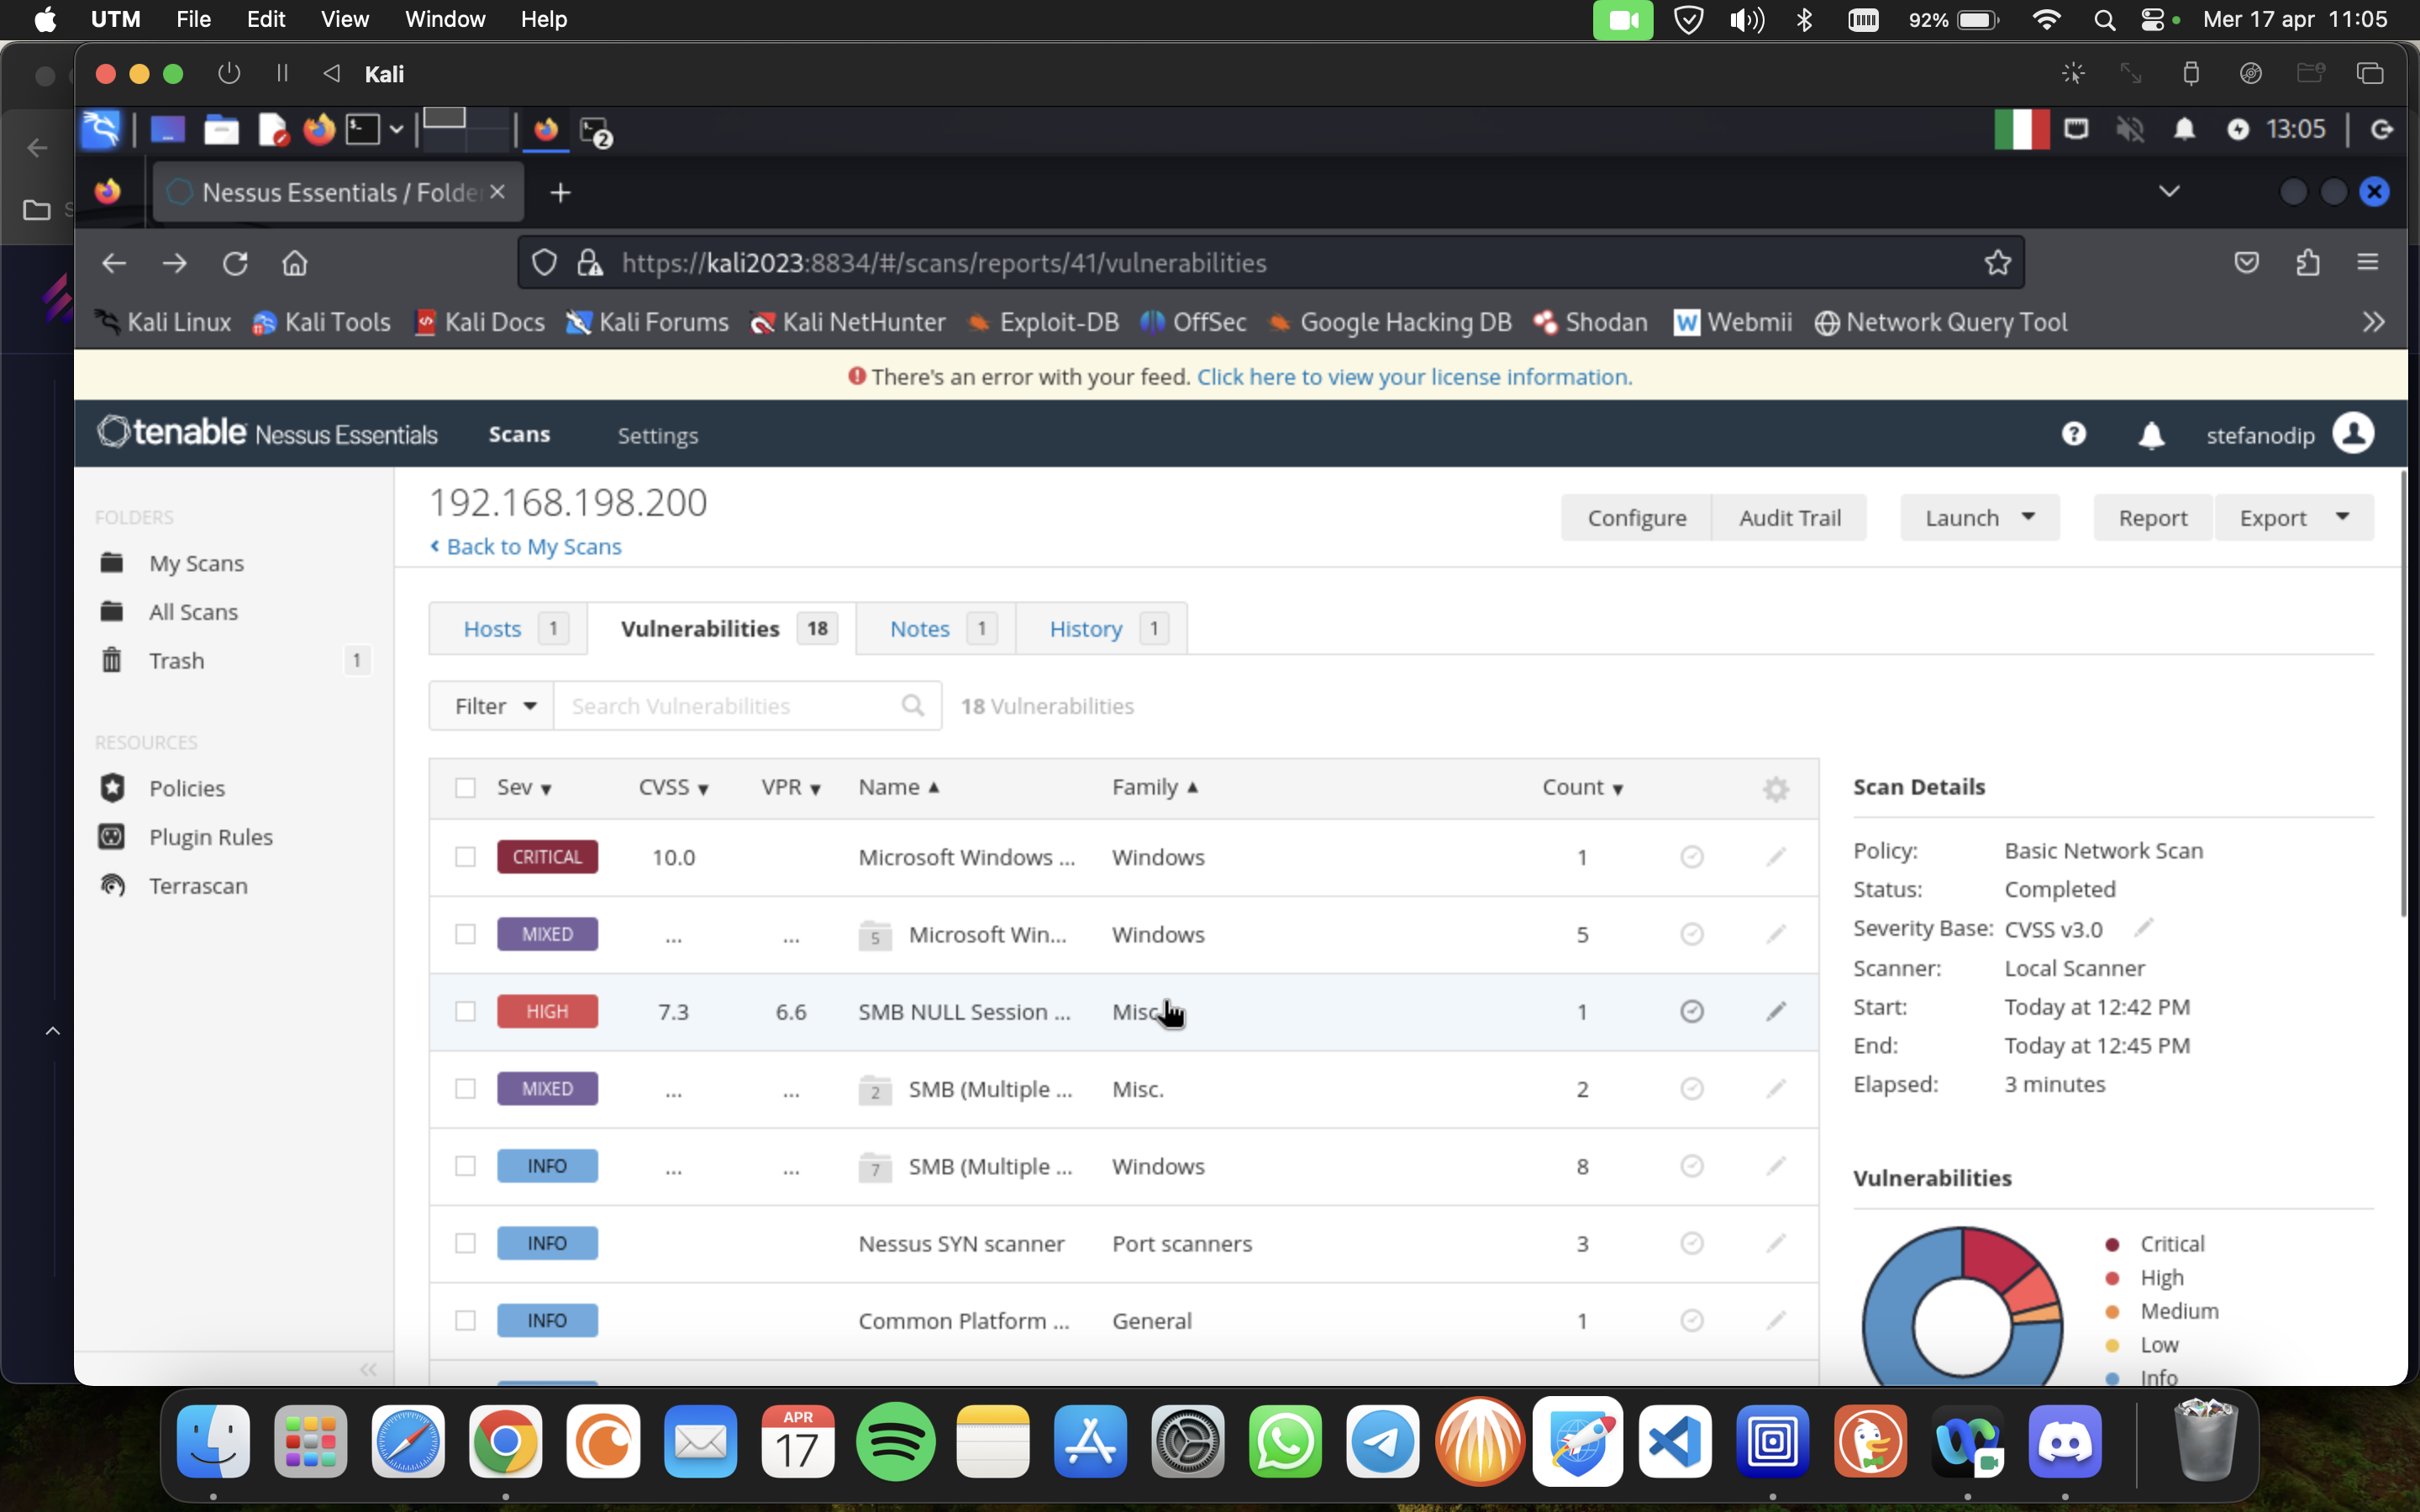 UTM File Edit View Window Help 92% Mer 17 apr 11:05
Kali
2 13:05
Nessus Essentials / Folde
https://kali2023:8834/#/scans/reports/41/vulnerabilities
Kali Linux Kali Tools Kali Docs Kali Forums Kali NetHunter Exploit-DB OffSec Google Hacking DB Shodan Webmii Network Query Tool
There's an error with your feed. Click here to view your license information.
tenable Nessus Essentials Scans Settings stefanodip
FOLDERS
My Scans
All Scans
Trash 1
RESOURCES
Policies
Plugin Rules
Terrascan
192.168.198.200
Back to My Scans
Configure Audit Trail Launch Report Export
Hosts 1 Vulnerabilities 18 Notes 1 History 1
Filter Search Vulnerabilities 18 Vulnerabilities
Sev CVSS VPR Name Family Count
CRITICAL 10.0 Microsoft Windows ... Windows 1
MIXED ... ... 5 Microsoft Win... Windows 5
HIGH 7.3 6.6 SMB NULL Session ... Misc 1
MIXED ... ... 2 SMB (Multiple ... Misc. 2
INFO ... ... 7 SMB (Multiple ... Windows 8
INFO Nessus SYN scanner Port scanners 3
INFO Common Platform ... General 1
Scan Details
Policy: Basic Network Scan
Status: Completed
Severity Base: CVSS v3.0
Scanner: Local Scanner
Start: Today at 12:42 PM
End: Today at 12:45 PM
Elapsed: 3 minutes
Vulnerabilities
Critical
High
Medium
Low
Info
APR
17